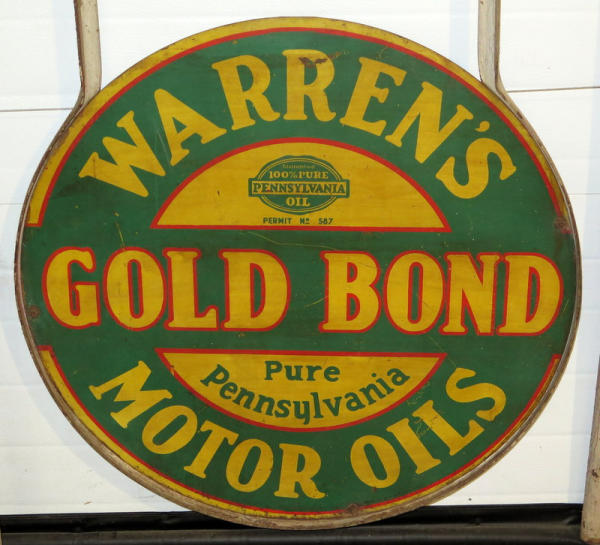 WARREN'S
Guaranteed
100% PURE
PENNSYLVANIA
OIL
PERMIT No 587
GOLD BOND
Pure
Pennsylvania
MOTOR OILS